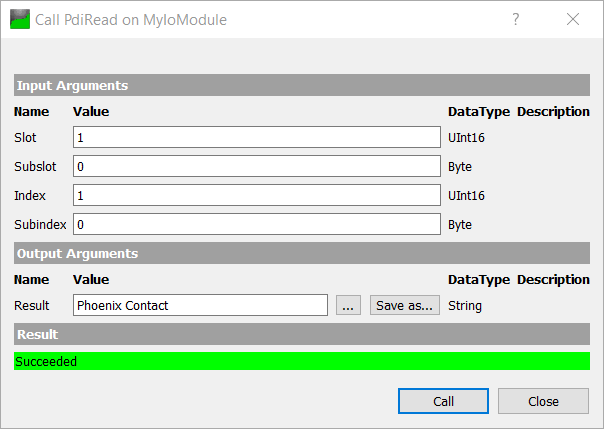 Call PdiRead on MyIoModule
Input Arguments
Name Value DataType Description
Slot 1 UInt16
Subslot 0 Byte
Index 1 UInt16
Subindex 0 Byte
Output Arguments
Name Value DataType Description
Result Phoenix Contact ... Save as... String
Result
Succeeded
Call Close